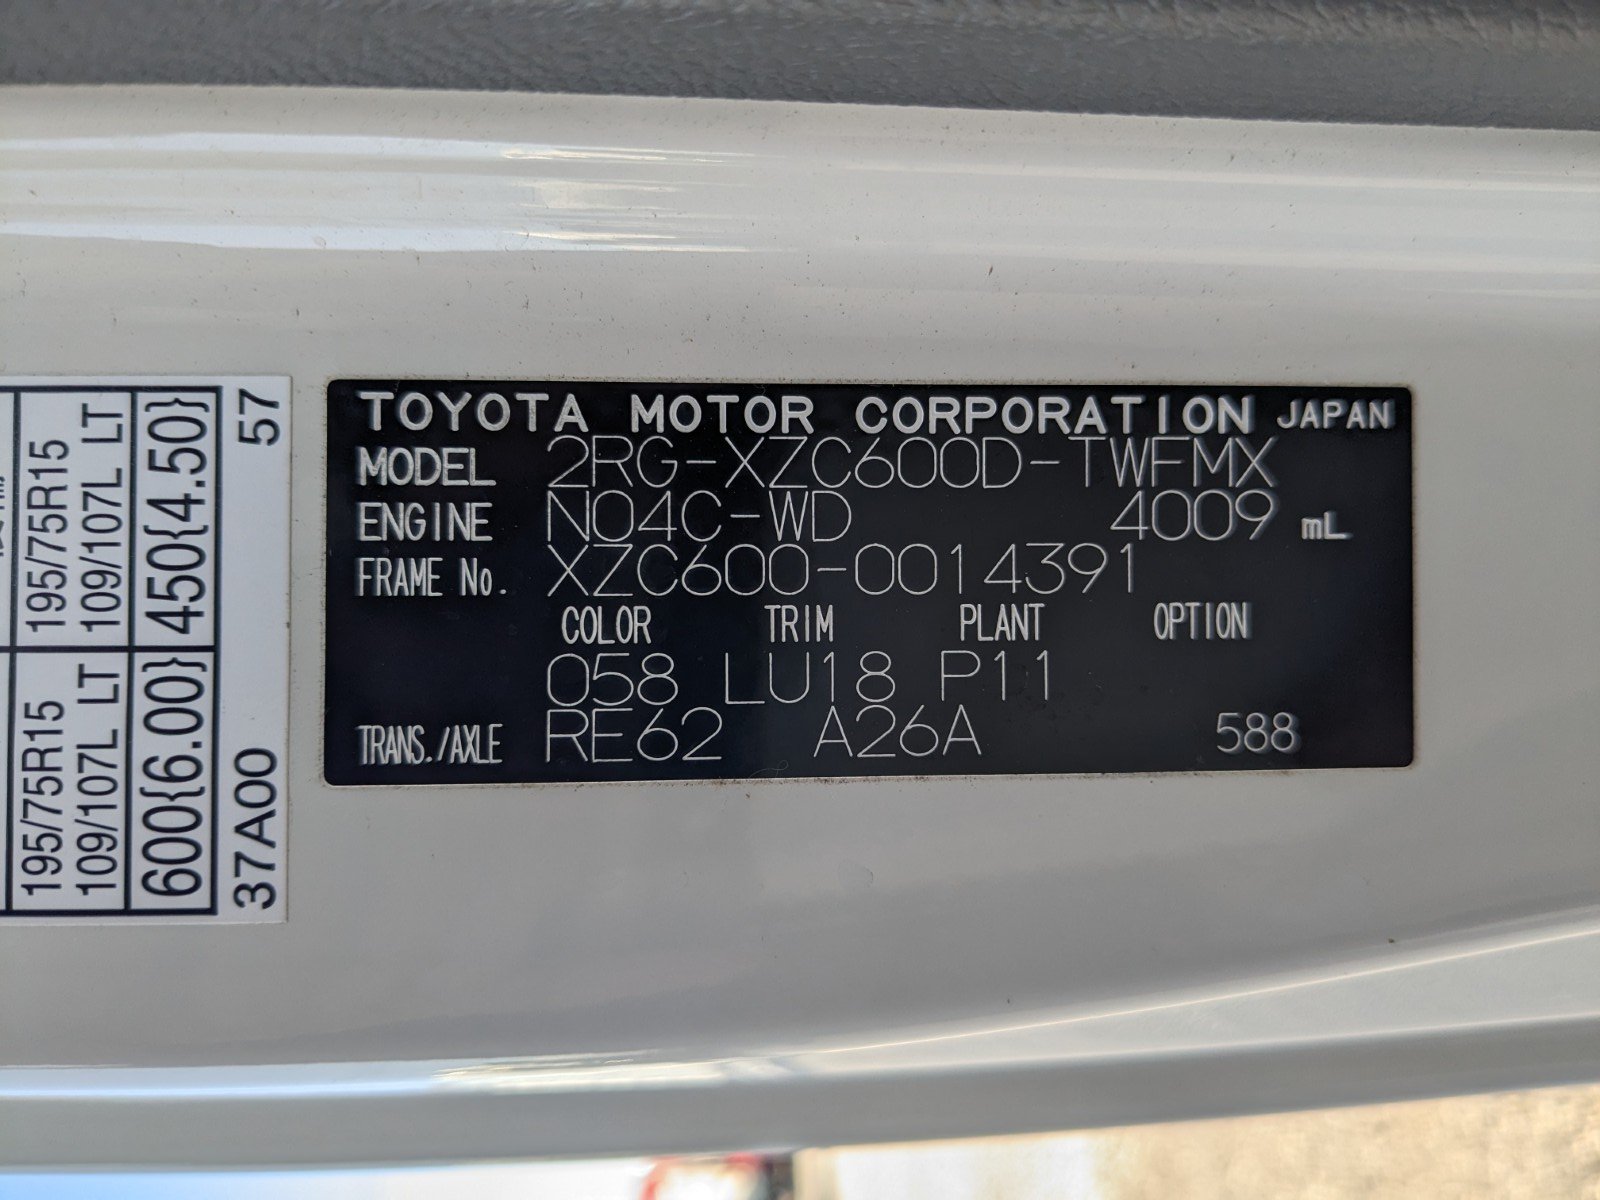 TOYOTA MOTOR CORPORATION JAPAN
MODEL 2RG-XZC600D-TWFMX
ENGINE N04C-WD 4009 mL
FRAME No. XZC600-0014391
COLOR TRIM PLANT OPTION
058 LU18 P11
TRANS./AXLE RE62 A26A 588
195/75R15
109/107L LT
450{4.50}
57
195/75R15
109/107L LT
600{6.00}
37A00